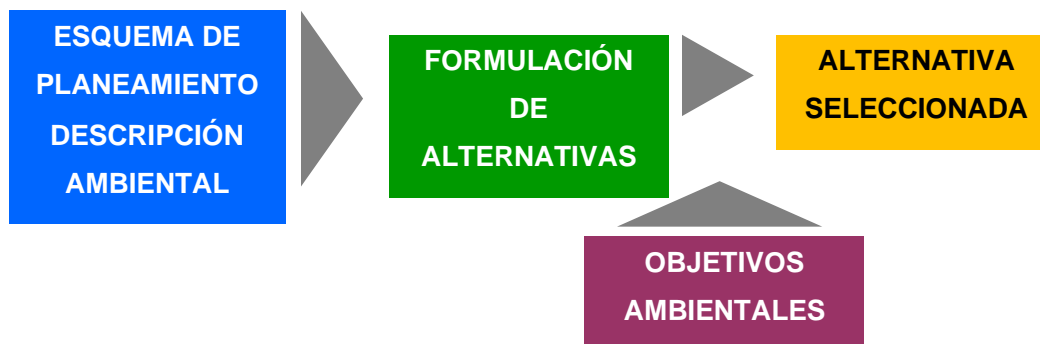 ESQUEMA DE
PLANEAMIENTO
DESCRIPCIÓN
AMBIENTAL
FORMULACIÓN
DE
ALTERNATIVAS
ALTERNATIVA
SELECCIONADA
OBJETIVOS
AMBIENTALES